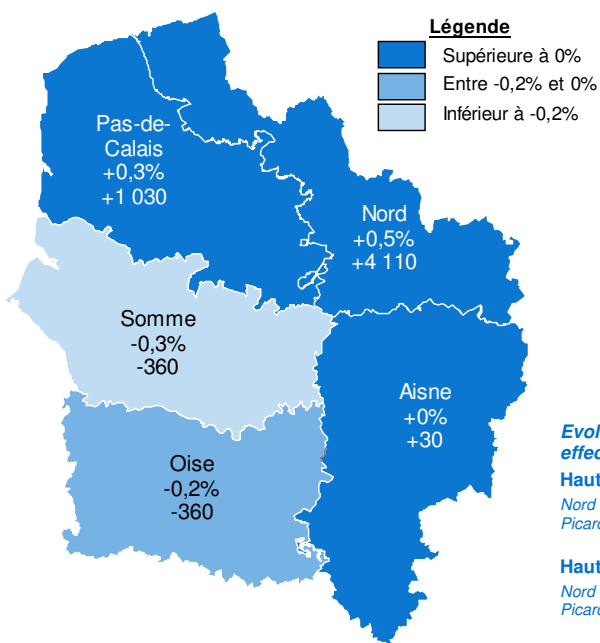 Légende
Supérieure à 0%
Entre -0,2% et 0%
Inférieur à -0,2%
Pas-de-
Calais
+0,3%
+1 030
Nord
+0,5%
+4 110
Somme
-0,3%
-360
Aisne
+0%
+30
Oise
-0,2%
-360
Evol
effec
Haut
Nord
Picar
Haut
Nord
Picar